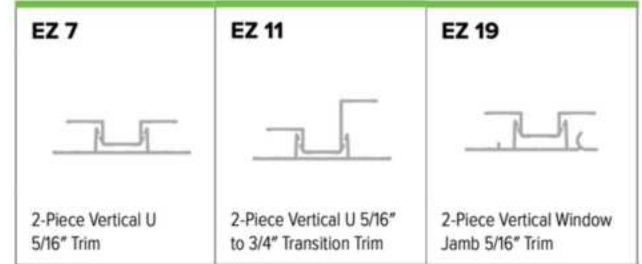 EZ 7
2-Piece Vertical U
5/16″ Trim
EZ 11
2-Piece Vertical U 5/16″
to 3/4″ Transition Trim
EZ 19
2-Piece Vertical Window
Jamb 5/16″ Trim